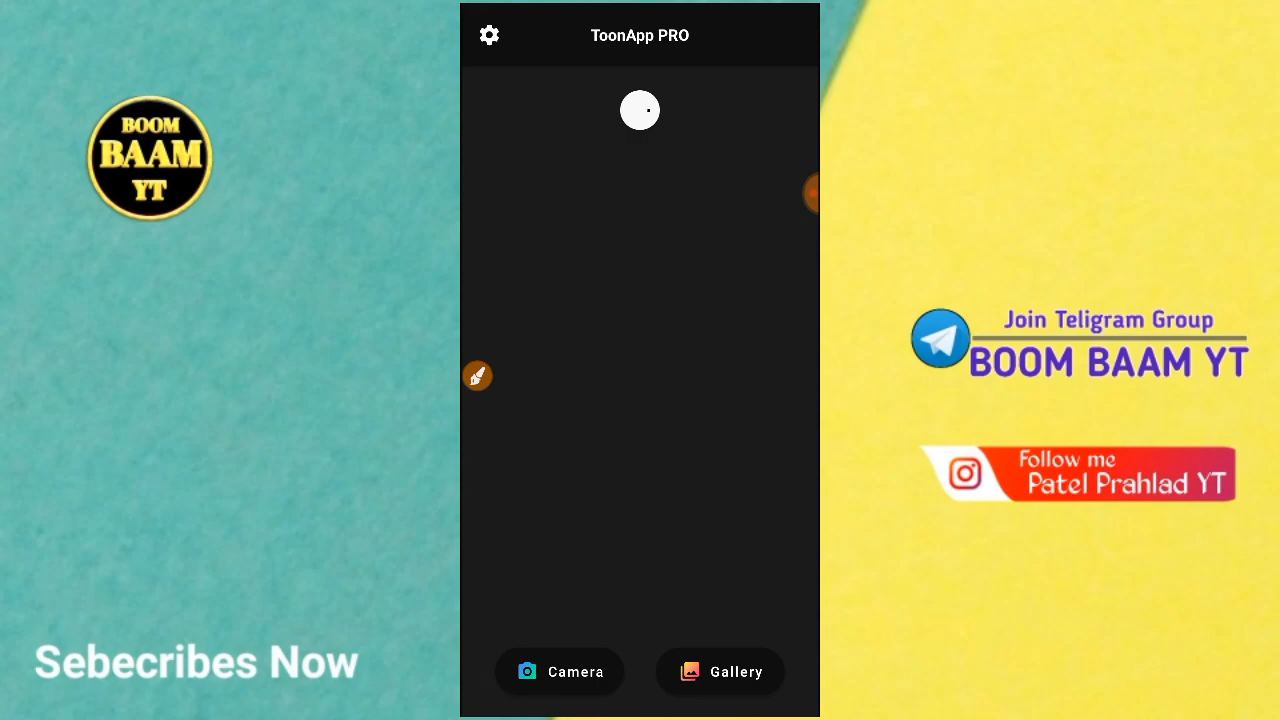 ToonApp PRO
BOOM
BAAM
YT
Join Teligram Group
BOOM BAAM YT
Follow me
Patel Prahlad YT
Sebecribes Now
Camera
Gallery